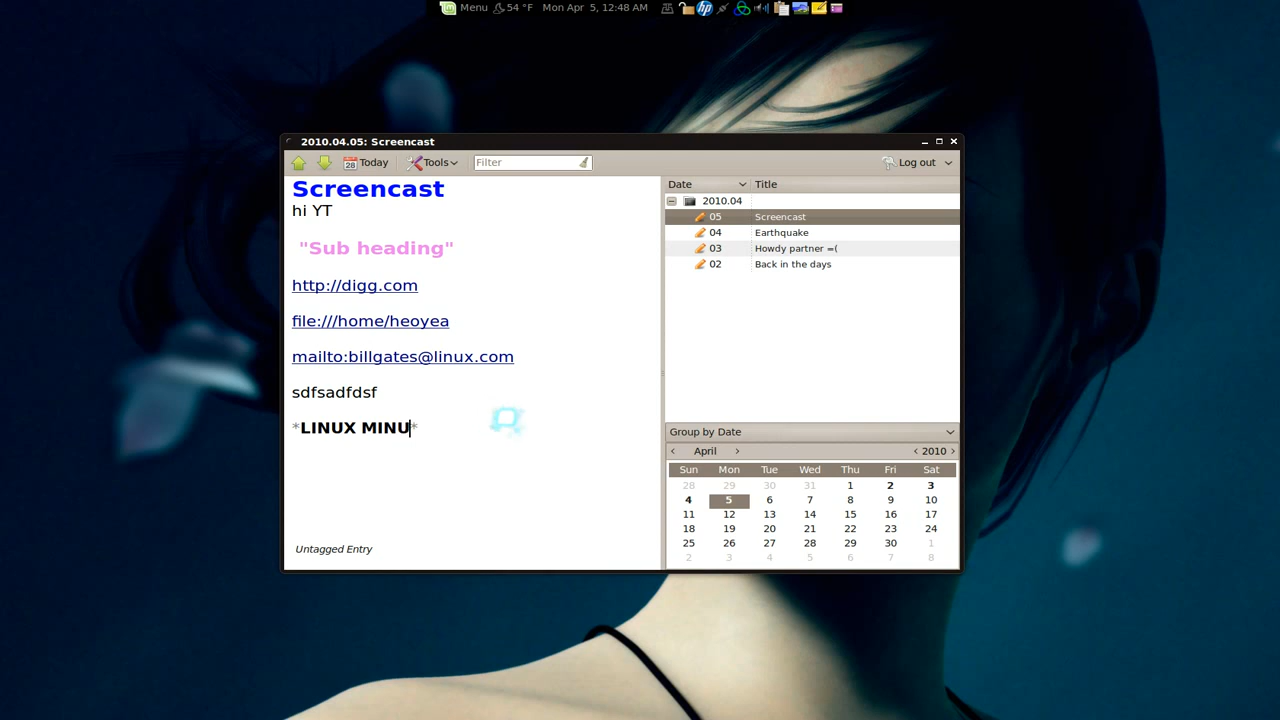 Menu 54 °F Mon Apr 5, 12:48 AM
2010.04.05: Screencast
28 Today Tools Filter Log out
Screencast
hi YT
"Sub heading"
http://digg.com
file:///home/heoyea
mailto:billgates@linux.com
sdfsadfdsf
*LINUX MINU*
Untagged Entry
Date Title
2010.04
05 Screencast
04 Earthquake
03 Howdy partner =(
02 Back in the days
Group by Date
< April > < 2010 >
Sun Mon Tue Wed Thu Fri Sat
28 29 30 31 1 2 3
4 5 6 7 8 9 10
11 12 13 14 15 16 17
18 19 20 21 22 23 24
25 26 27 28 29 30 1
2 3 4 5 6 7 8